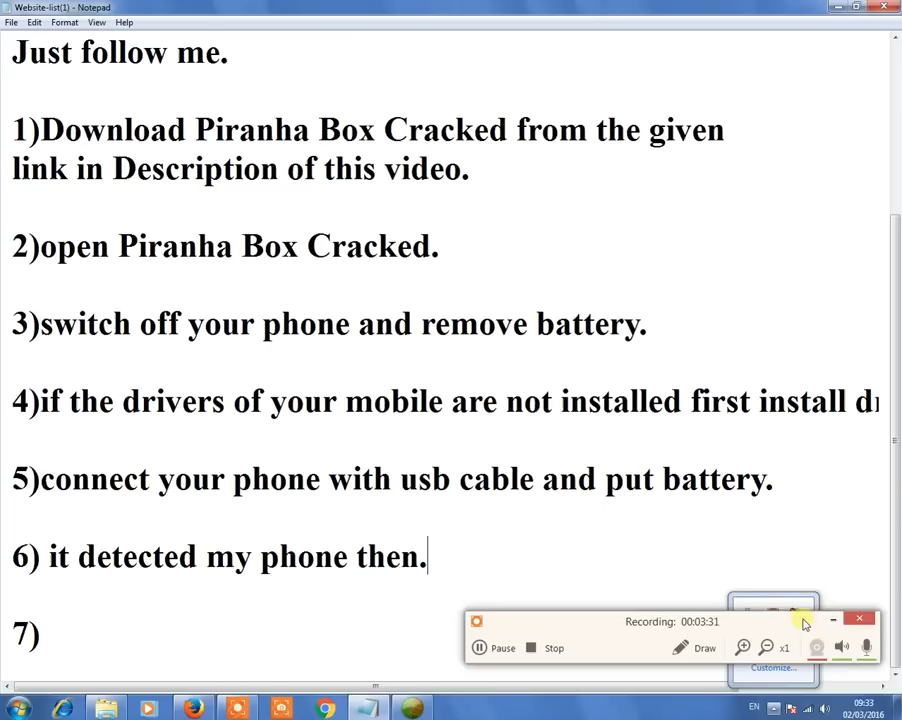 Website-list(1) - Notepad
File Edit Format View Help
Just follow me.
1)Download Piranha Box Cracked from the given
link in Description of this video.
2)open Piranha Box Cracked.
3)switch off your phone and remove battery.
4)if the drivers of your mobile are not installed first install
5)connect your phone with usb cable and put battery.
6) it detected my phone then.
7)
Recording: 00:03:31
Pause Stop Draw x1
Customize...
EN 09:33
02/03/2016